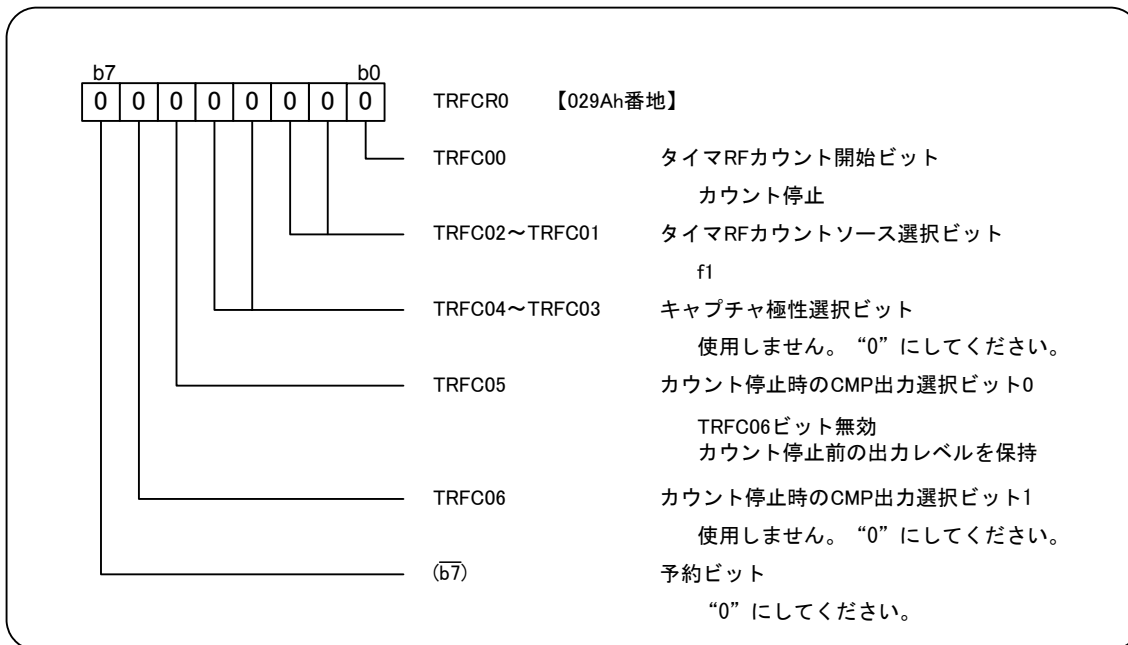 b7 b0
0 0 0 0 0 0 0 0 TRFCR0 【029Ah番地】
TRFC00 タイマRFカウント開始ビット
カウント停止
TRFC02～TRFC01 タイマRFカウントソース選択ビット
f1
TRFC04～TRFC03 キャプチャ極性選択ビット
使用しません。“0”にしてください。
TRFC05 カウント停止時のCMP出力選択ビット0
TRFC06ビット無効
カウント停止前の出力レベルを保持
TRFC06 カウント停止時のCMP出力選択ビット1
使用しません。“0”にしてください。
(b7) 予約ビット
“0”にしてください。